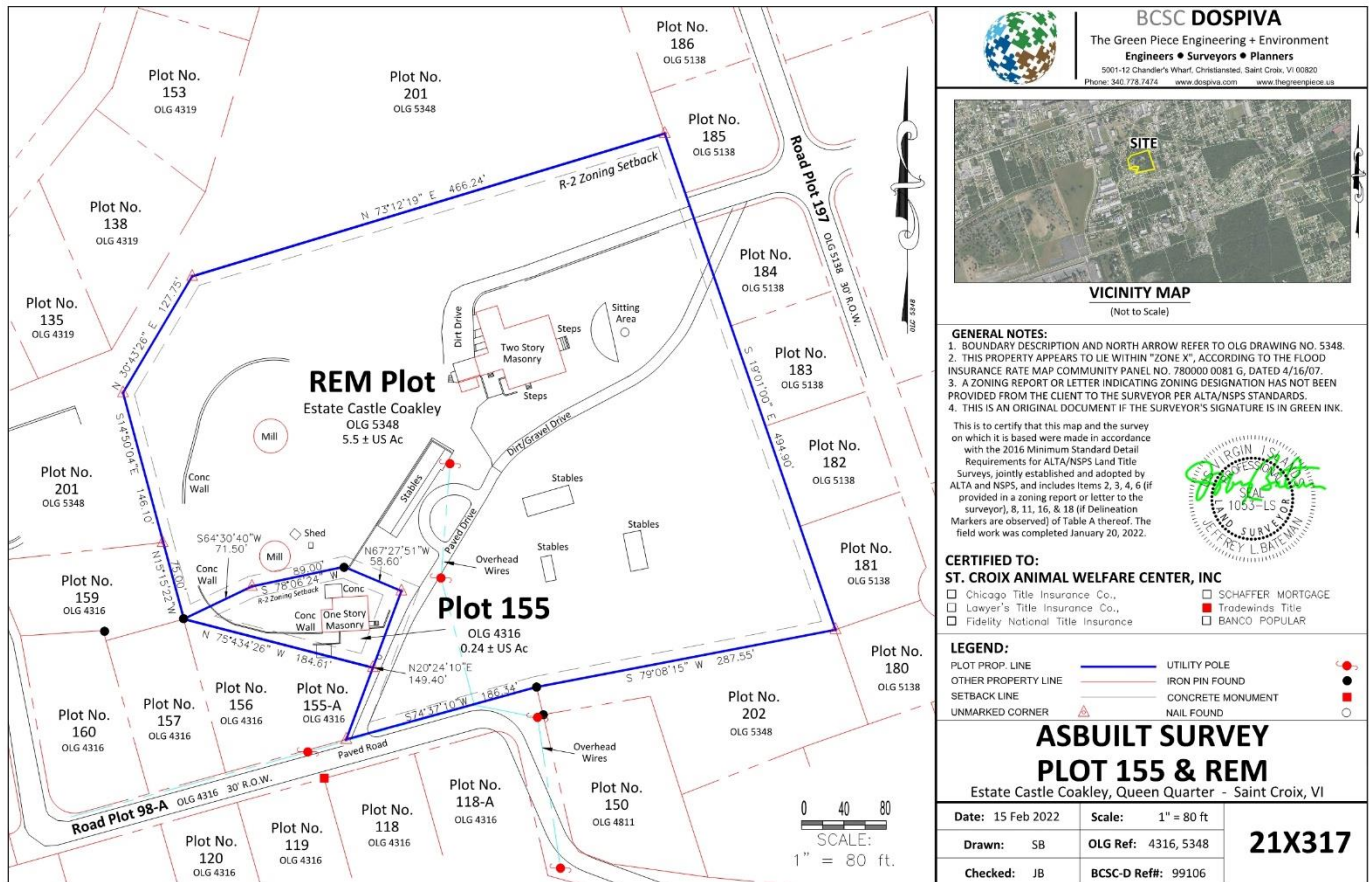 Plot No.
153
OLG 4319
Plot No.
201
OLG 5348
Plot No.
186
OLG 5138
Plot No.
185
OLG 5138
Road Plot 197
OLG 5138 30' R.O.W.
N 73°12'19" E 466.24'
R-2 Zoning Setback
Plot No.
138
OLG 4319
Plot No.
135
OLG 4319
N 30°43'26" E 127.75'
Plot No.
184
OLG 5138
Dirt Drive
Two Story
Masonry
Steps
Steps
Sitting
Area
S 19°01'00" E 494.90'
Plot No.
183
OLG 5138
REM Plot
Estate Castle Coakley
OLG 5348
5.5 ± US Ac
Mill
Dirt/Gravel Drive
S14°50'04"E 146.10'
Plot No.
201
OLG 5348
Conc
Wall
Stables
Stables
Stables
Stables
Plot No.
182
OLG 5138
Paved Drive
Shed
S64°30'40"W
71.50'
Mill
N67°27'51"W
58.60'
Overhead
Wires
Conc
Wall
89.00'
S 78°06'24" W
R-2 Zoning Setback
N15°15'22"W 75.00'
Conc
Conc
Wall
One Story
Masonry
Plot 155
OLG 4316
0.24 ± US Ac
Plot No.
181
OLG 5138
Plot No.
159
OLG 4316
N 75°434'26" W 184.61'
N20°24'10"E
149.40'
S 79°08'15" W 287.55'
S74°37'10"W 166.34'
Plot No.
180
OLG 5138
Plot No.
160
OLG 4316
Plot No.
157
OLG 4316
Plot No.
156
OLG 4316
Plot No.
155-A
OLG 4316
Plot No.
202
OLG 5348
Paved Road
Overhead
Wires
Road Plot 98-A OLG 4316 30' R.O.W.
Plot No.
120
OLG 4316
Plot No.
119
OLG 4316
Plot No.
118
OLG 4316
Plot No.
118-A
OLG 4316
Plot No.
150
OLG 4811
0 40 80
SCALE:
1" = 80 ft.
OLG 5348
BCSC DOSPIVA
The Green Piece Engineering + Environment
Engineers ● Surveyors ● Planners
5001-12 Chandler's Wharf, Christiansted, Saint Croix, VI 00820
Phone: 340.778.7474 www.dospiva.com www.thegreenpiece.us
SITE
VICINITY MAP
(Not to Scale)
GENERAL NOTES:
1. BOUNDARY DESCRIPTION AND NORTH ARROW REFER TO OLG DRAWING NO. 5348.
2. THIS PROPERTY APPEARS TO LIE WITHIN "ZONE X", ACCORDING TO THE FLOOD
INSURANCE RATE MAP COMMUNITY PANEL NO. 780000 0081 G, DATED 4/16/07.
3. A ZONING REPORT OR LETTER INDICATING ZONING DESIGNATION HAS NOT BEEN
PROVIDED FROM THE CLIENT TO THE SURVEYOR PER ALTA/NSPS STANDARDS.
4. THIS IS AN ORIGINAL DOCUMENT IF THE SURVEYOR'S SIGNATURE IS IN GREEN INK.
This is to certify that this map and the survey
on which it is based were made in accordance
with the 2016 Minimum Standard Detail
Requirements for ALTA/NSPS Land Title
Surveys, jointly established and adopted by
ALTA and NSPS, and includes Items 2, 3, 4, 6 (if
provided in a zoning report or letter to the
surveyor), 8, 11, 16, & 18 (if Delineation
Markers are observed) of Table A thereof. The
field work was completed January 20, 2022.
VIRGIN ISLANDS
PROFESSIONAL
SEAL
1053-LS
LAND SURVEYOR
JEFFREY L. BATEMAN
CERTIFIED TO:
ST. CROIX ANIMAL WELFARE CENTER, INC
Chicago Title Insurance Co.,
Lawyer's Title Insurance Co.,
Fidelity National Title Insurance
SCHAFFER MORTGAGE
Tradewinds Title
BANCO POPULAR
LEGEND:
PLOT PROP. LINE
OTHER PROPERTY LINE
SETBACK LINE
UNMARKED CORNER
UTILITY POLE
IRON PIN FOUND
CONCRETE MONUMENT
NAIL FOUND
ASBUILT SURVEY
PLOT 155 & REM
Estate Castle Coakley, Queen Quarter - Saint Croix, VI
Date: 15 Feb 2022
Scale: 1" = 80 ft
Drawn: SB
OLG Ref: 4316, 5348
Checked: JB
BCSC-D Ref#: 99106
21X317